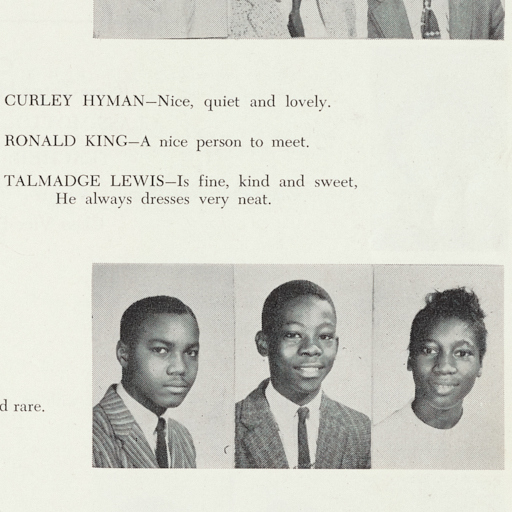 CURLEY HYMAN—Nice, quiet and lovely.
RONALD KING—A nice person to meet.
TALMADGE LEWIS—Is fine, kind and sweet,
He always dresses very neat.
d rare.